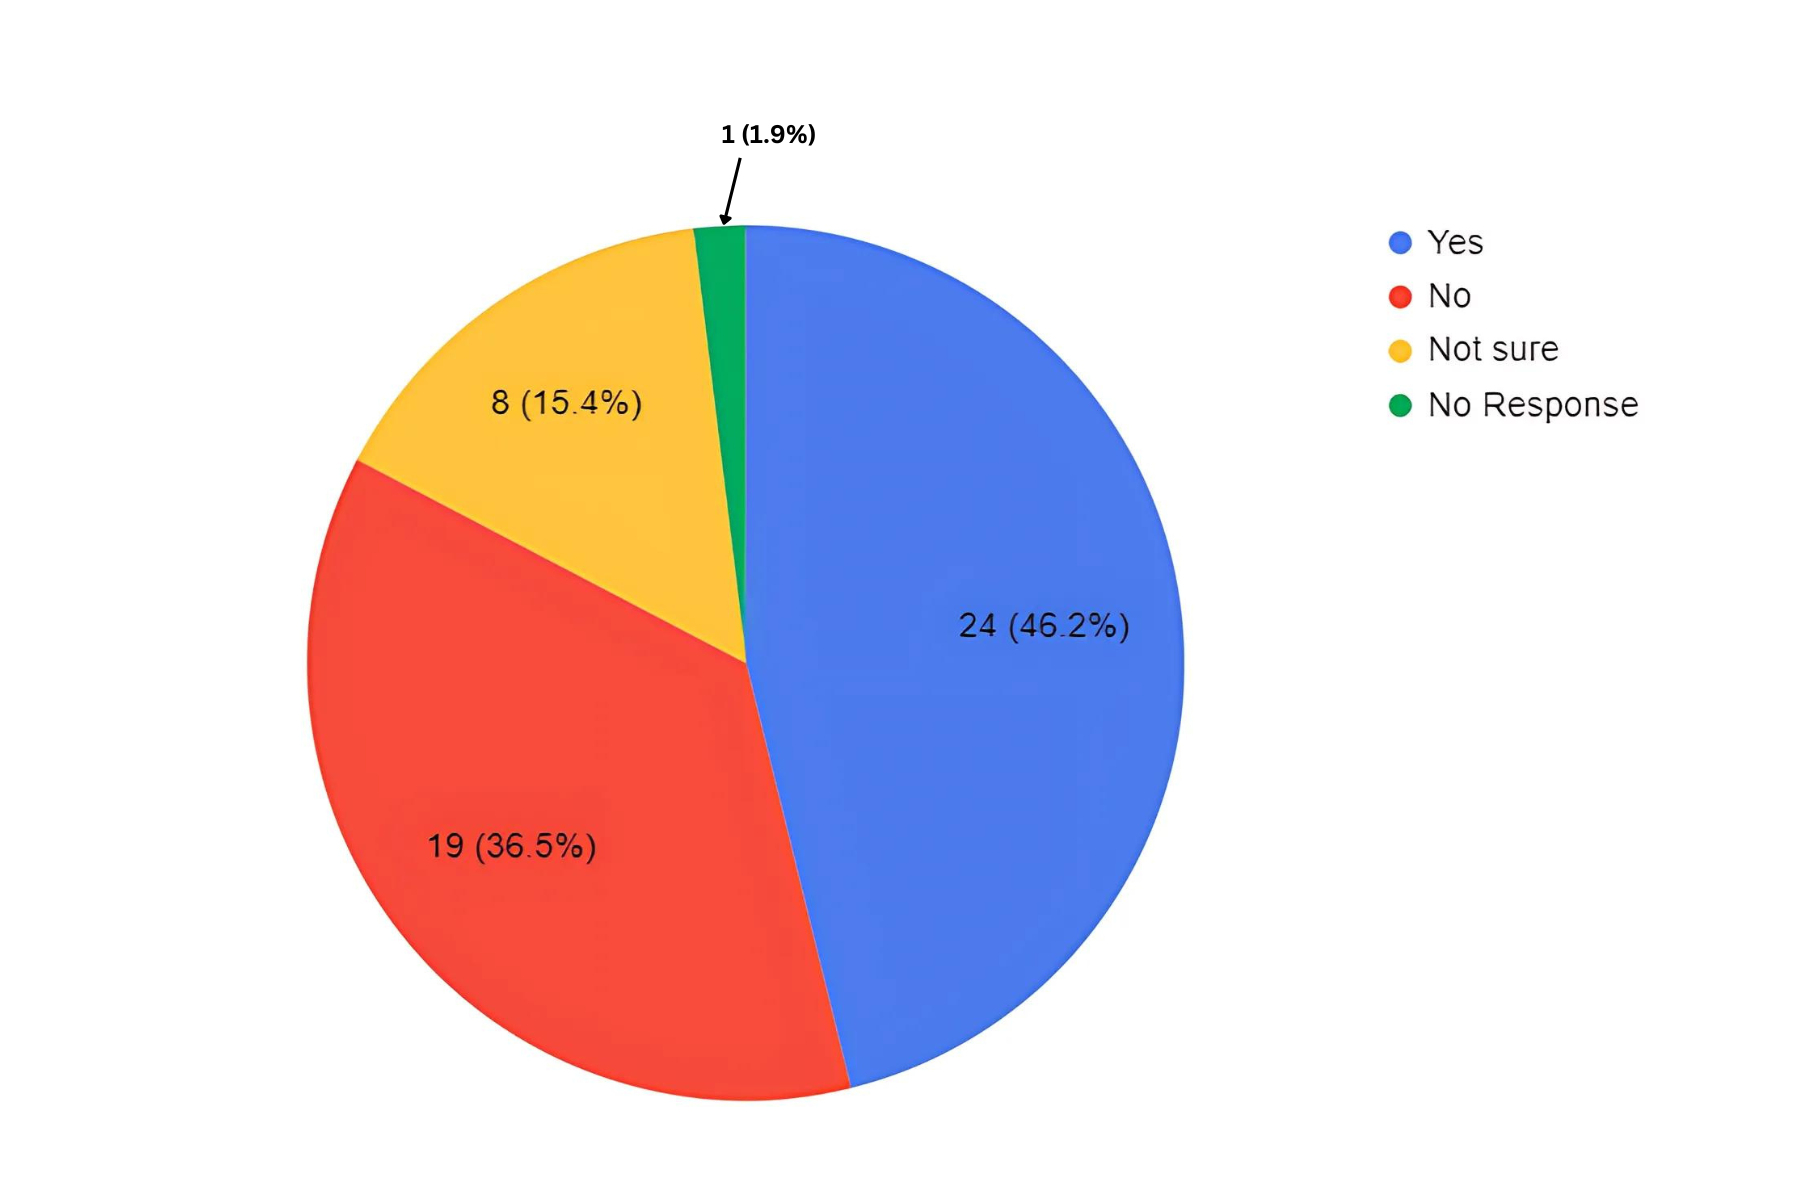 1 (1.9%)
Yes
No
Not sure
No Response
8 (15.4%)
24 (46.2%)
19 (36.5%)